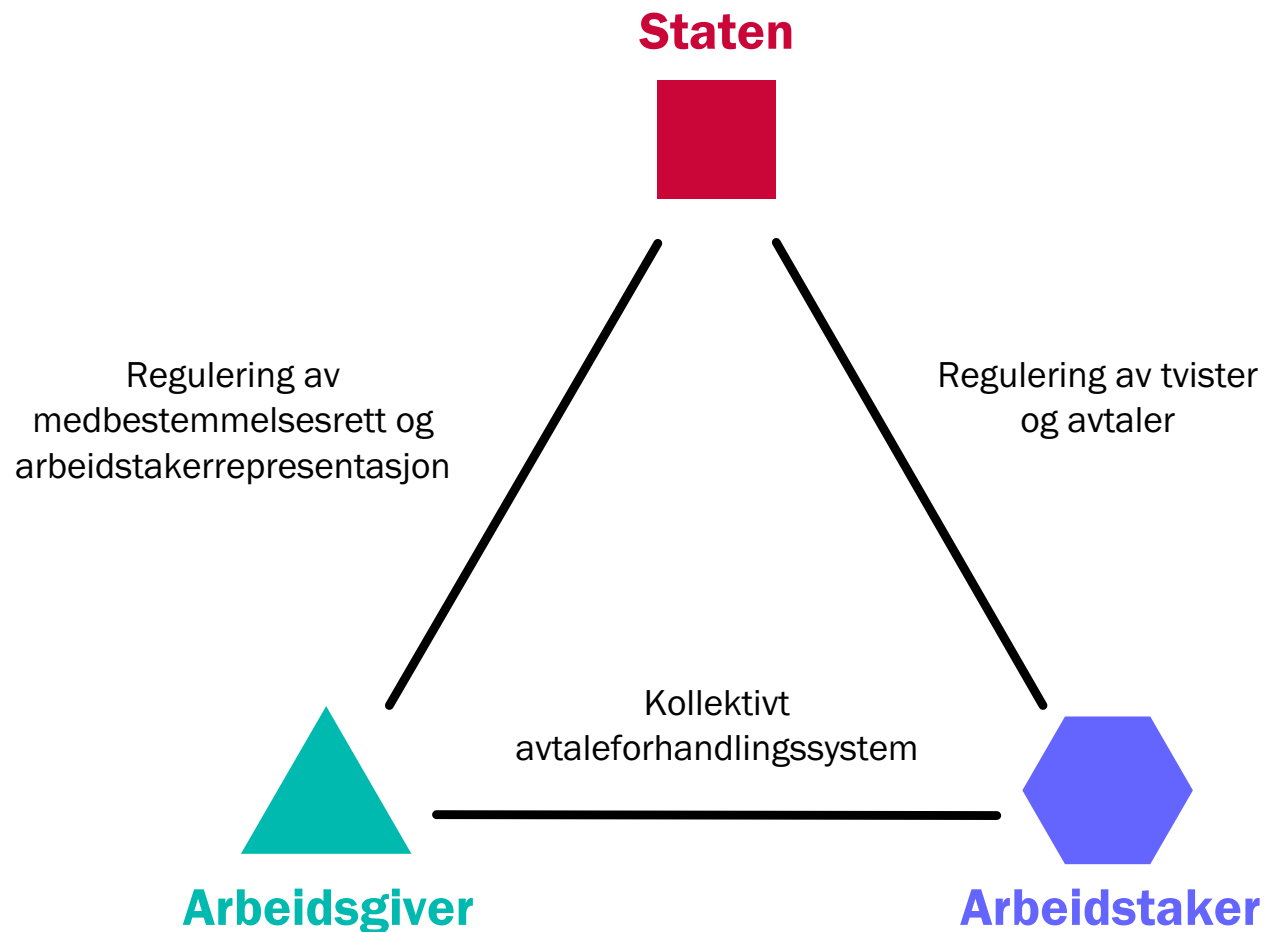 Staten
Regulering av
medbestemmelsesrett og
arbeidstakerrepresentasjon
Regulering av tvister
og avtaler
Kollektivt
avtaleforhandlingssystem
Arbeidsgiver
Arbeidstaker